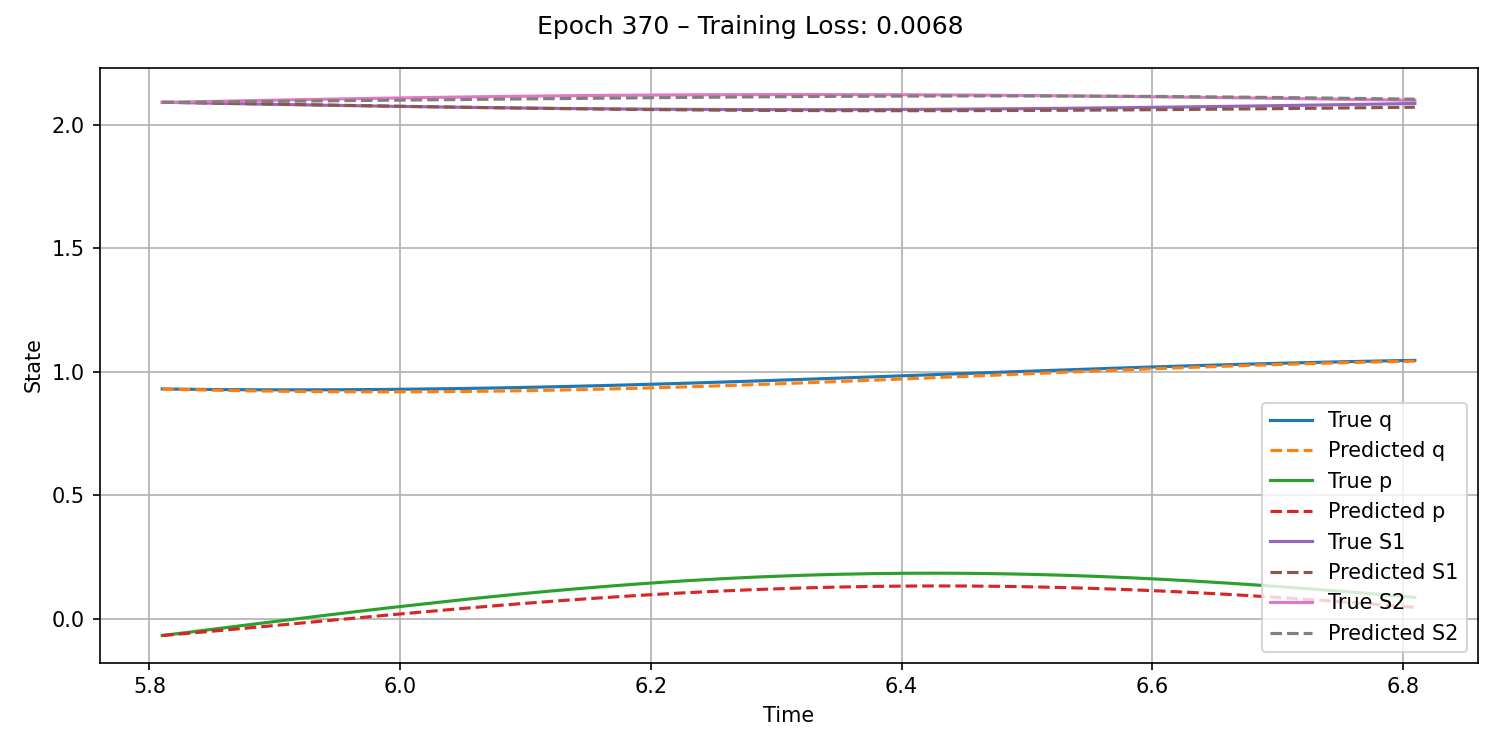 Epoch 370 – Training Loss: 0.0068
State
2.0
1.5
1.0
0.5
0.0
True q
Predicted q
True p
Predicted p
True S1
Predicted S1
True S2
Predicted S2
5.8 6.0 6.2 6.4 6.6 6.8
Time